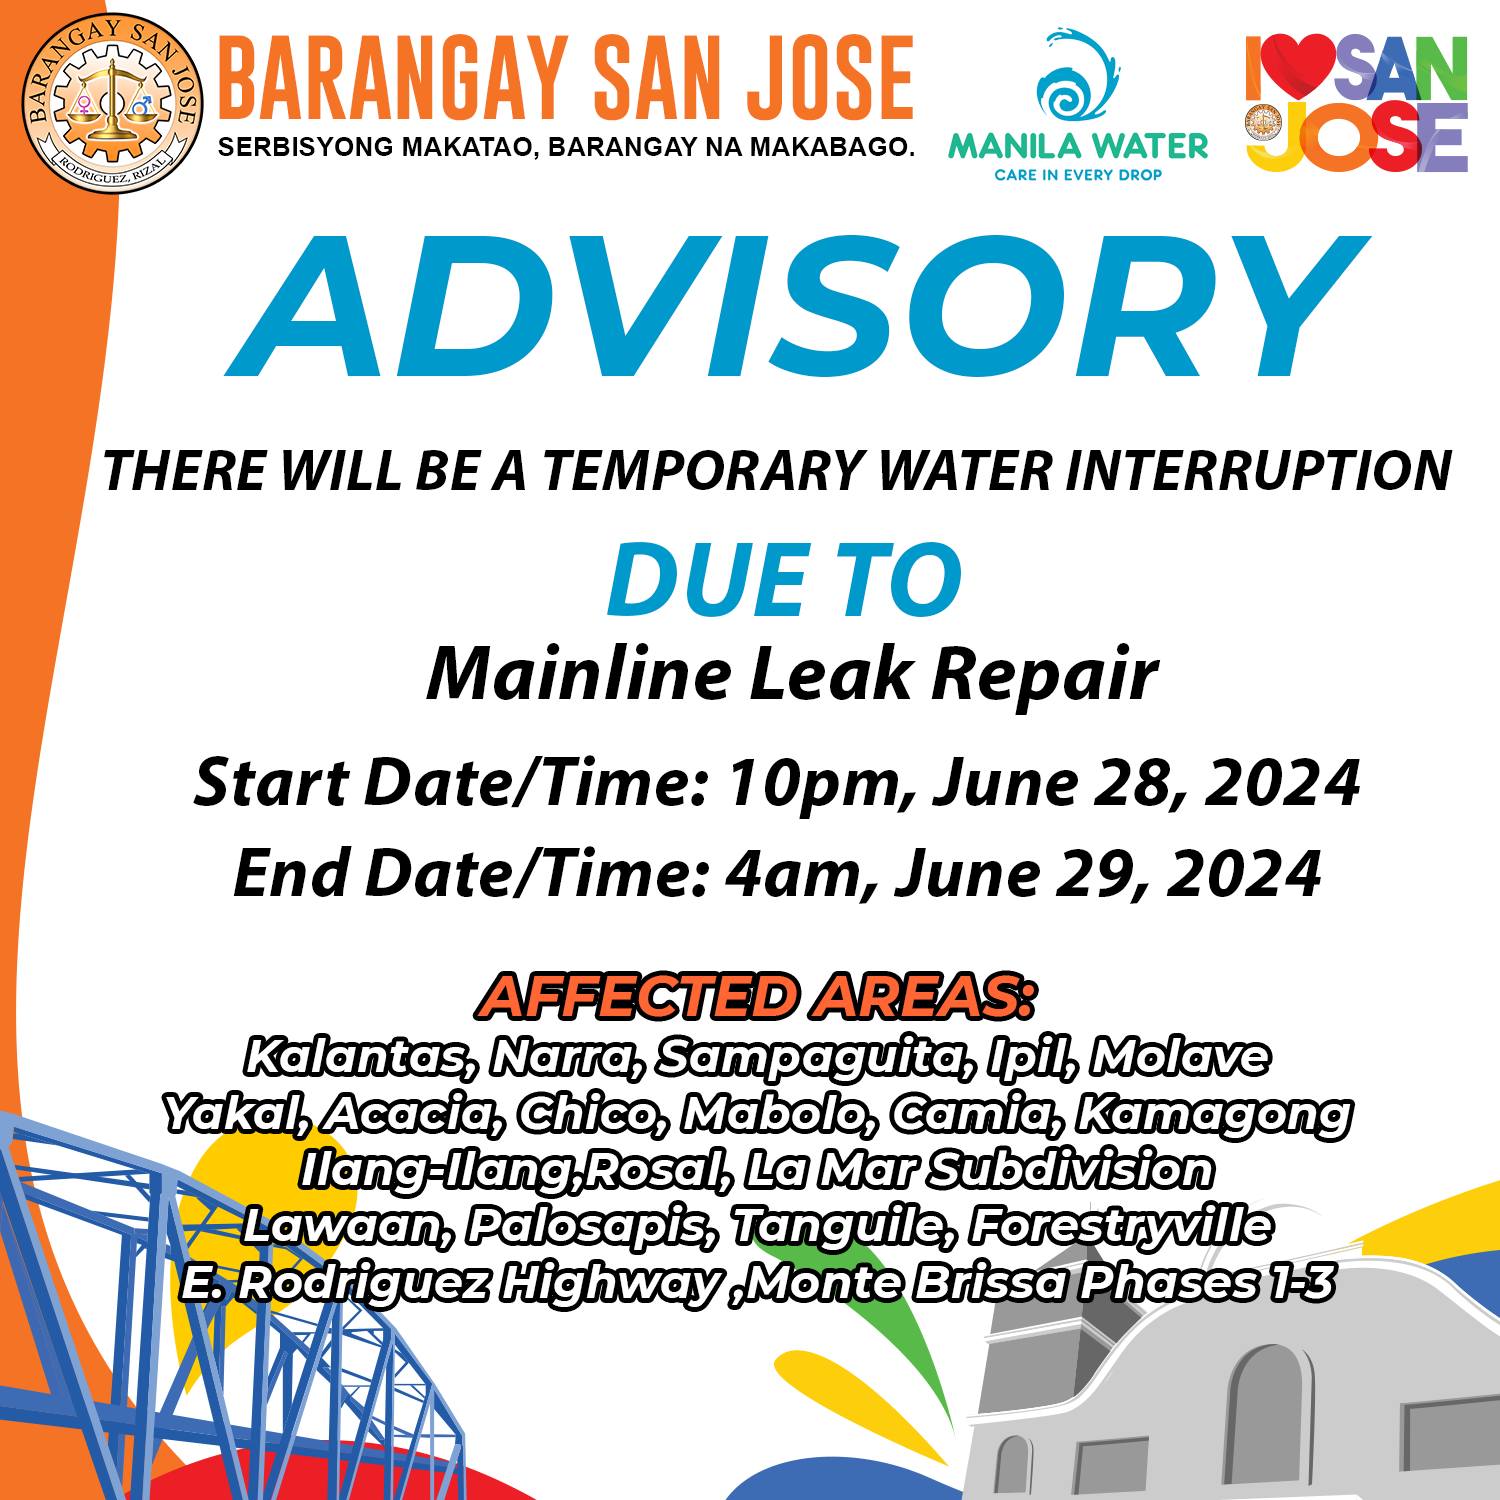 BARANGAY SAN JOSE
RODRIGUEZ, RIZAL
BARANGAY SAN JOSE
SERBISYONG MAKATAO, BARANGAY NA MAKABAGO.
MANILA WATER
CARE IN EVERY DROP
I SAN
JOSE
ADVISORY
THERE WILL BE A TEMPORARY WATER INTERRUPTION
DUE TO
Mainline Leak Repair
Start Date/Time: 10pm, June 28, 2024
End Date/Time: 4am, June 29, 2024
AFFECTED AREAS:
Kalantas, Narra, Sampaguita, Ipil, Molave
Yakal, Acacia, Chico, Mabolo, Camia, Kamagong
Ilang-Ilang,Rosal, La Mar Subdivision
Lawaan, Palosapis, Tanguile, Forestryville
E. Rodriguez Highway ,Monte Brissa Phases 1-3